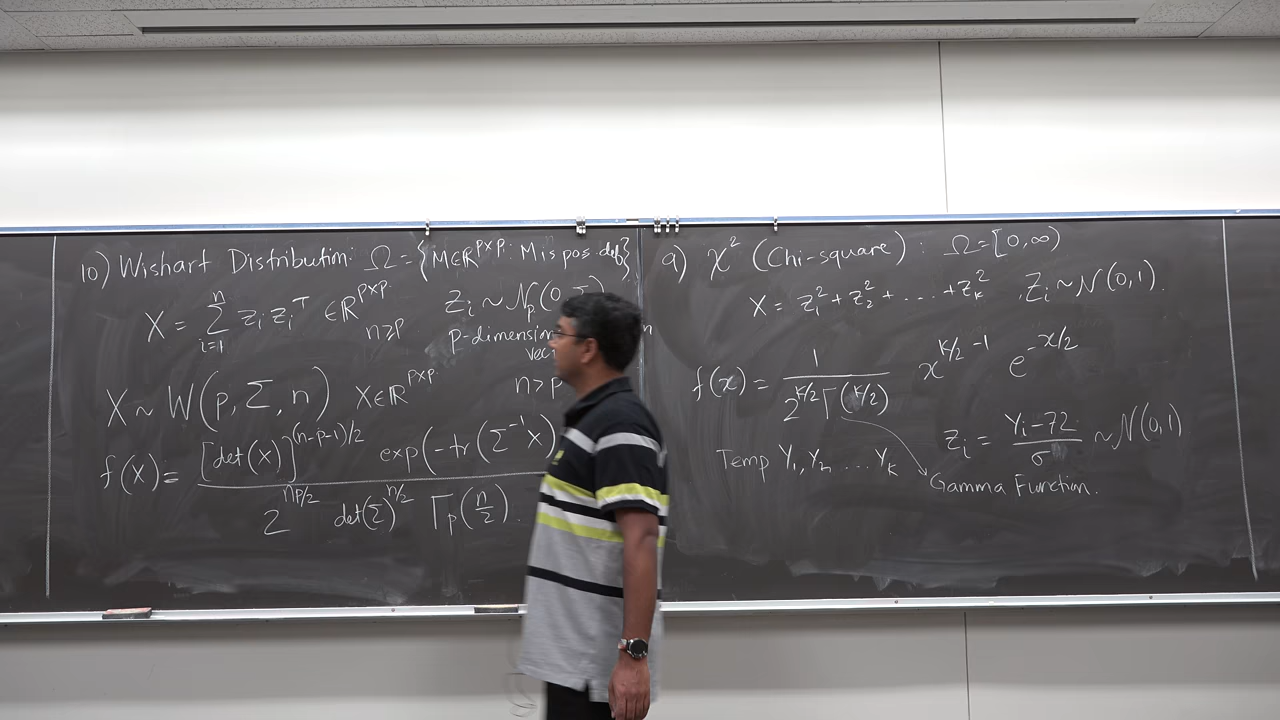 10) Wishart Distribution: Ω = {M∈ℝ^{p×p}: M is pos def}
X = Σ_{i=1}^{n} z_i z_i^T ∈ℝ^{p×p} Z_i ~ N_p(0
n≥p p-dimension
X ~ W(p, Σ, n) X∈ℝ^{p×p} n>p
f(X) = [det(X)]^{(n-p-1)/2} exp(-tr(Σ^{-1}X)
2^{np/2} det(Σ)^{n/2} Γ_p(n/2).
9) χ² (Chi-square): Ω=[0,∞)
X = Z_1² + Z_2² + .... + Z_k² , Z_i ~ N(0,1).
f(x) = 1 / (2^{k/2} Γ(k/2)) x^{k/2 -1} e^{-x/2}
Z_i = (Y_i - 72)/σ ~ N(0,1)
Temp Y_1, Y_2, ... Y_k
Gamma Function.